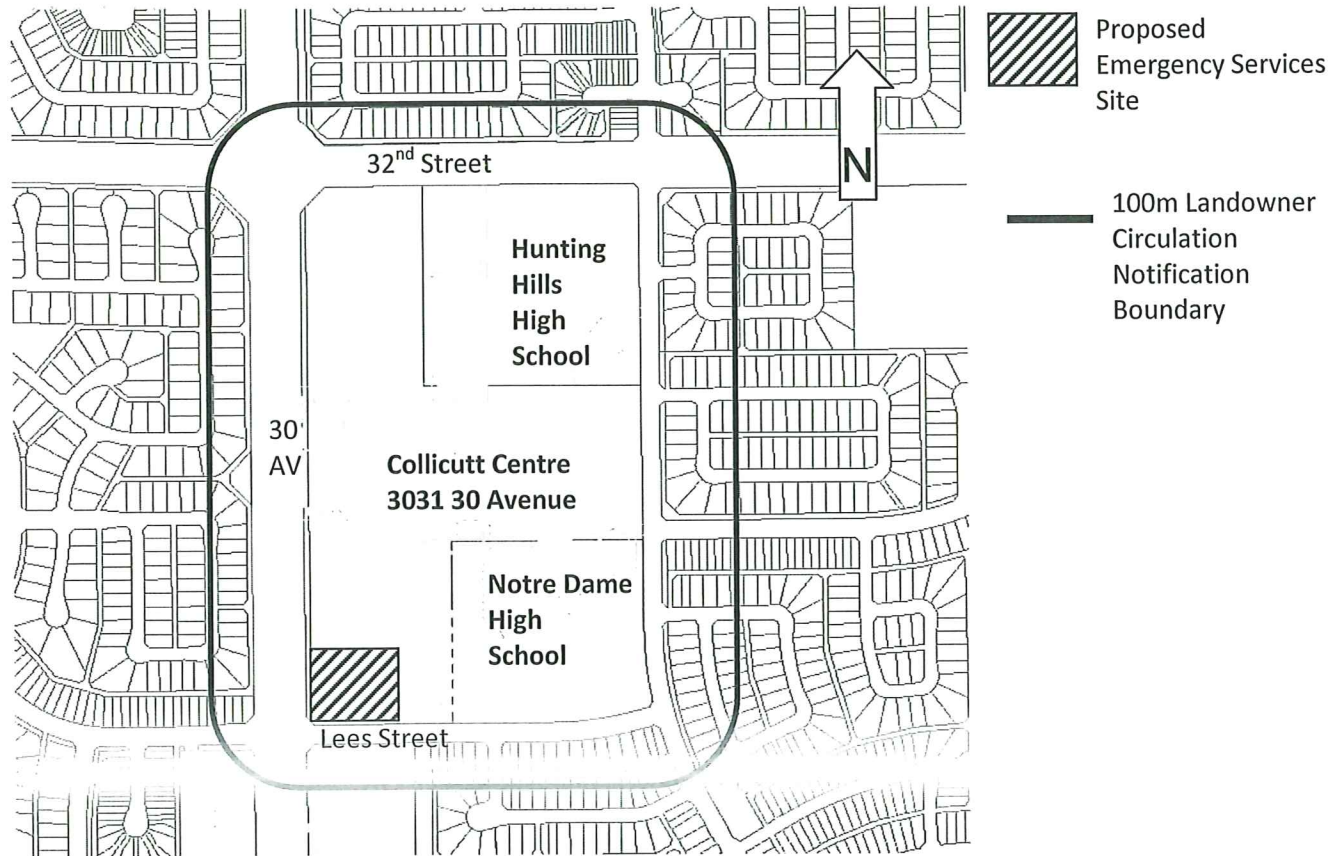 Proposed
Emergency Services
Site
N
32nd Street
100m Landowner
Circulation
Notification
Boundary
Hunting
Hills
High
School
30
AV
Collicutt Centre
3031 30 Avenue
Notre Dame
High
School
Lees Street